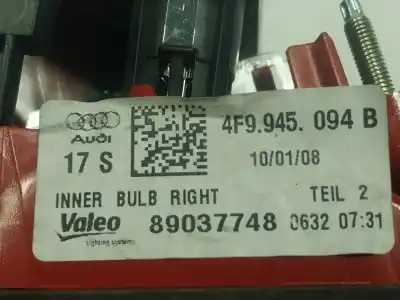 Audi
4F9.945. 094 B
17 S
10/01/08
INNER BULB RIGHT TEIL 2
Valeo 89037748 0632 07:31
lighting systems